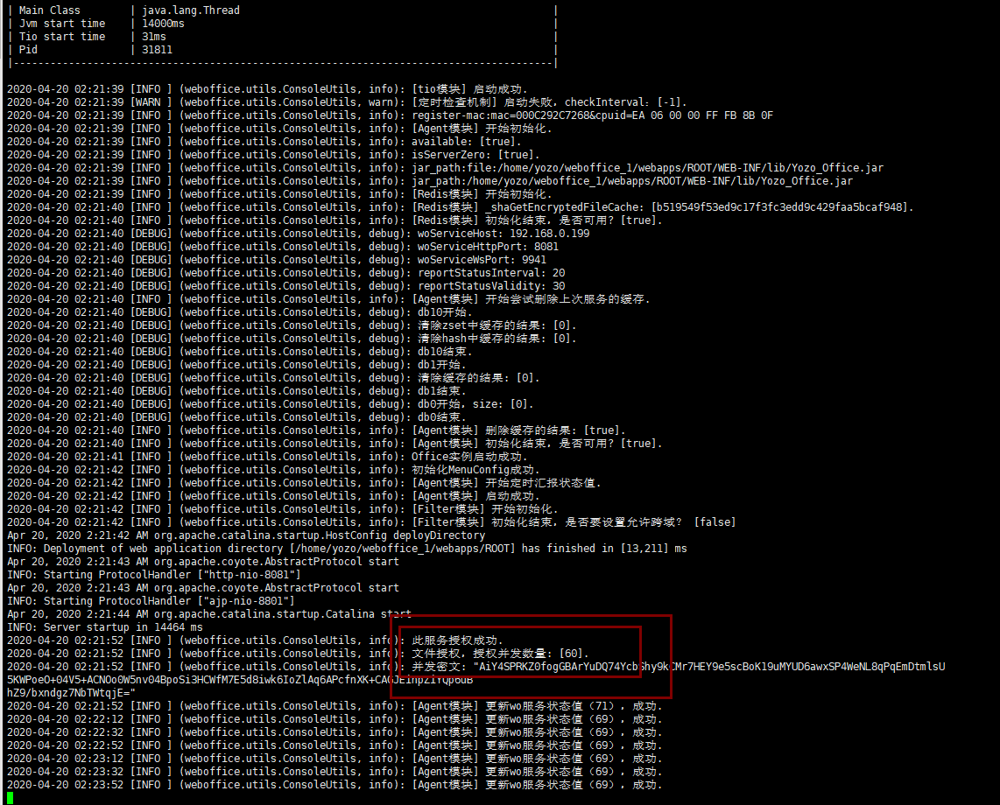 | Main Class | java.lang.Thread |
| Jvm start time | 14000ms |
| Tio start time | 31ms |
| Pid | 31811 |
|----------------------------------------------------------------------------------------|
2020-04-20 02:21:39 [INFO ] (weboffice.utils.ConsoleUtils, info): [tio模块] 启动成功.
2020-04-20 02:21:39 [WARN ] (weboffice.utils.ConsoleUtils, warn): [定时检查机制] 启动失败, checkInterval: [-1].
2020-04-20 02:21:39 [INFO ] (weboffice.utils.ConsoleUtils, info): register-mac:mac=000C292C7268&cpuid=EA 06 00 00 FF FB 8B 0F
2020-04-20 02:21:39 [INFO ] (weboffice.utils.ConsoleUtils, info): [Agent模块] 开始初始化.
2020-04-20 02:21:39 [INFO ] (weboffice.utils.ConsoleUtils, info): available: [true].
2020-04-20 02:21:39 [INFO ] (weboffice.utils.ConsoleUtils, info): isServerZero: [true].
2020-04-20 02:21:39 [INFO ] (weboffice.utils.ConsoleUtils, info): jar_path:file:/home/yozo/weboffice_1/webapps/ROOT/WEB-INF/lib/Yozo_Office.jar
2020-04-20 02:21:39 [INFO ] (weboffice.utils.ConsoleUtils, info): jar_path:/home/yozo/weboffice_1/webapps/ROOT/WEB-INF/lib/Yozo_Office.jar
2020-04-20 02:21:39 [INFO ] (weboffice.utils.ConsoleUtils, info): [Redis模块] 开始初始化.
2020-04-20 02:21:40 [INFO ] (weboffice.utils.ConsoleUtils, info): [Redis模块] _shaGetEncryptedFileCache: [b519549f53ed9c17f3fc3edd9c429faa5bcaf948].
2020-04-20 02:21:40 [INFO ] (weboffice.utils.ConsoleUtils, info): [Redis模块] 初始化结束, 是否可用? [true].
2020-04-20 02:21:40 [DEBUG] (weboffice.utils.ConsoleUtils, debug): woServiceHost: 192.168.0.199
2020-04-20 02:21:40 [DEBUG] (weboffice.utils.ConsoleUtils, debug): woServiceHttpPort: 8081
2020-04-20 02:21:40 [DEBUG] (weboffice.utils.ConsoleUtils, debug): woServiceWsPort: 9941
2020-04-20 02:21:40 [DEBUG] (weboffice.utils.ConsoleUtils, debug): reportStatusInterval: 20
2020-04-20 02:21:40 [DEBUG] (weboffice.utils.ConsoleUtils, debug): reportStatusValidity: 30
2020-04-20 02:21:40 [INFO ] (weboffice.utils.ConsoleUtils, info): [Agent模块] 开始尝试删除上次服务的缓存.
2020-04-20 02:21:40 [DEBUG] (weboffice.utils.ConsoleUtils, debug): db10开始.
2020-04-20 02:21:40 [DEBUG] (weboffice.utils.ConsoleUtils, debug): 清除zset中缓存的结果: [0].
2020-04-20 02:21:40 [DEBUG] (weboffice.utils.ConsoleUtils, debug): 清除hash中缓存的结果: [0].
2020-04-20 02:21:40 [DEBUG] (weboffice.utils.ConsoleUtils, debug): db10结束.
2020-04-20 02:21:40 [DEBUG] (weboffice.utils.ConsoleUtils, debug): db1开始.
2020-04-20 02:21:40 [DEBUG] (weboffice.utils.ConsoleUtils, debug): 清除缓存的结果: [0].
2020-04-20 02:21:40 [DEBUG] (weboffice.utils.ConsoleUtils, debug): db1结束.
2020-04-20 02:21:40 [DEBUG] (weboffice.utils.ConsoleUtils, debug): db0开始, size: [0].
2020-04-20 02:21:40 [DEBUG] (weboffice.utils.ConsoleUtils, debug): db0结束.
2020-04-20 02:21:40 [INFO ] (weboffice.utils.ConsoleUtils, info): [Agent模块] 删除缓存的结果: [true].
2020-04-20 02:21:40 [INFO ] (weboffice.utils.ConsoleUtils, info): [Agent模块] 初始化结束, 是否可用? [true].
2020-04-20 02:21:41 [INFO ] (weboffice.utils.ConsoleUtils, info): Office实例启动成功.
2020-04-20 02:21:42 [INFO ] (weboffice.utils.ConsoleUtils, info): 初始化MenuConfig成功.
2020-04-20 02:21:42 [INFO ] (weboffice.utils.ConsoleUtils, info): [Agent模块] 开始定时汇报状态值.
2020-04-20 02:21:42 [INFO ] (weboffice.utils.ConsoleUtils, info): [Agent模块] 启动成功.
2020-04-20 02:21:42 [INFO ] (weboffice.utils.ConsoleUtils, info): [Filter模块] 开始初始化.
2020-04-20 02:21:42 [INFO ] (weboffice.utils.ConsoleUtils, info): [Filter模块] 初始化结束, 是否要设置允许跨域? [false]
Apr 20, 2020 2:21:42 AM org.apache.catalina.startup.HostConfig deployDirectory
INFO: Deployment of web application directory [/home/yozo/weboffice_1/webapps/ROOT] has finished in [13,211] ms
Apr 20, 2020 2:21:43 AM org.apache.coyote.AbstractProtocol start
INFO: Starting ProtocolHandler ["http-nio-8081"]
Apr 20, 2020 2:21:43 AM org.apache.coyote.AbstractProtocol start
INFO: Starting ProtocolHandler ["ajp-nio-8801"]
Apr 20, 2020 2:21:44 AM org.apache.catalina.startup.Catalina start
INFO: Server startup in 14464 ms
2020-04-20 02:21:52 [INFO ] (weboffice.utils.ConsoleUtils, info): 此服务授权成功.
2020-04-20 02:21:52 [INFO ] (weboffice.utils.ConsoleUtils, info): 文件授权, 授权并发数量: [60].
2020-04-20 02:21:52 [INFO ] (weboffice.utils.ConsoleUtils, info): 并发密文:
hZ9/bxndgz7NbTWtqjE="
2020-04-20 02:21:52 [INFO ] (weboffice.utils.ConsoleUtils, info): [Agent模块] 更新wo服务状态值（71）, 成功.
2020-04-20 02:22:12 [INFO ] (weboffice.utils.ConsoleUtils, info): [Agent模块] 更新wo服务状态值（69）, 成功.
2020-04-20 02:22:32 [INFO ] (weboffice.utils.ConsoleUtils, info): [Agent模块] 更新wo服务状态值（69）, 成功.
2020-04-20 02:22:52 [INFO ] (weboffice.utils.ConsoleUtils, info): [Agent模块] 更新wo服务状态值（69）, 成功.
2020-04-20 02:23:12 [INFO ] (weboffice.utils.ConsoleUtils, info): [Agent模块] 更新wo服务状态值（69）, 成功.
2020-04-20 02:23:32 [INFO ] (weboffice.utils.ConsoleUtils, info): [Agent模块] 更新wo服务状态值（69）, 成功.
2020-04-20 02:23:52 [INFO ] (weboffice.utils.ConsoleUtils, info): [Agent模块] 更新wo服务状态值（69）, 成功.